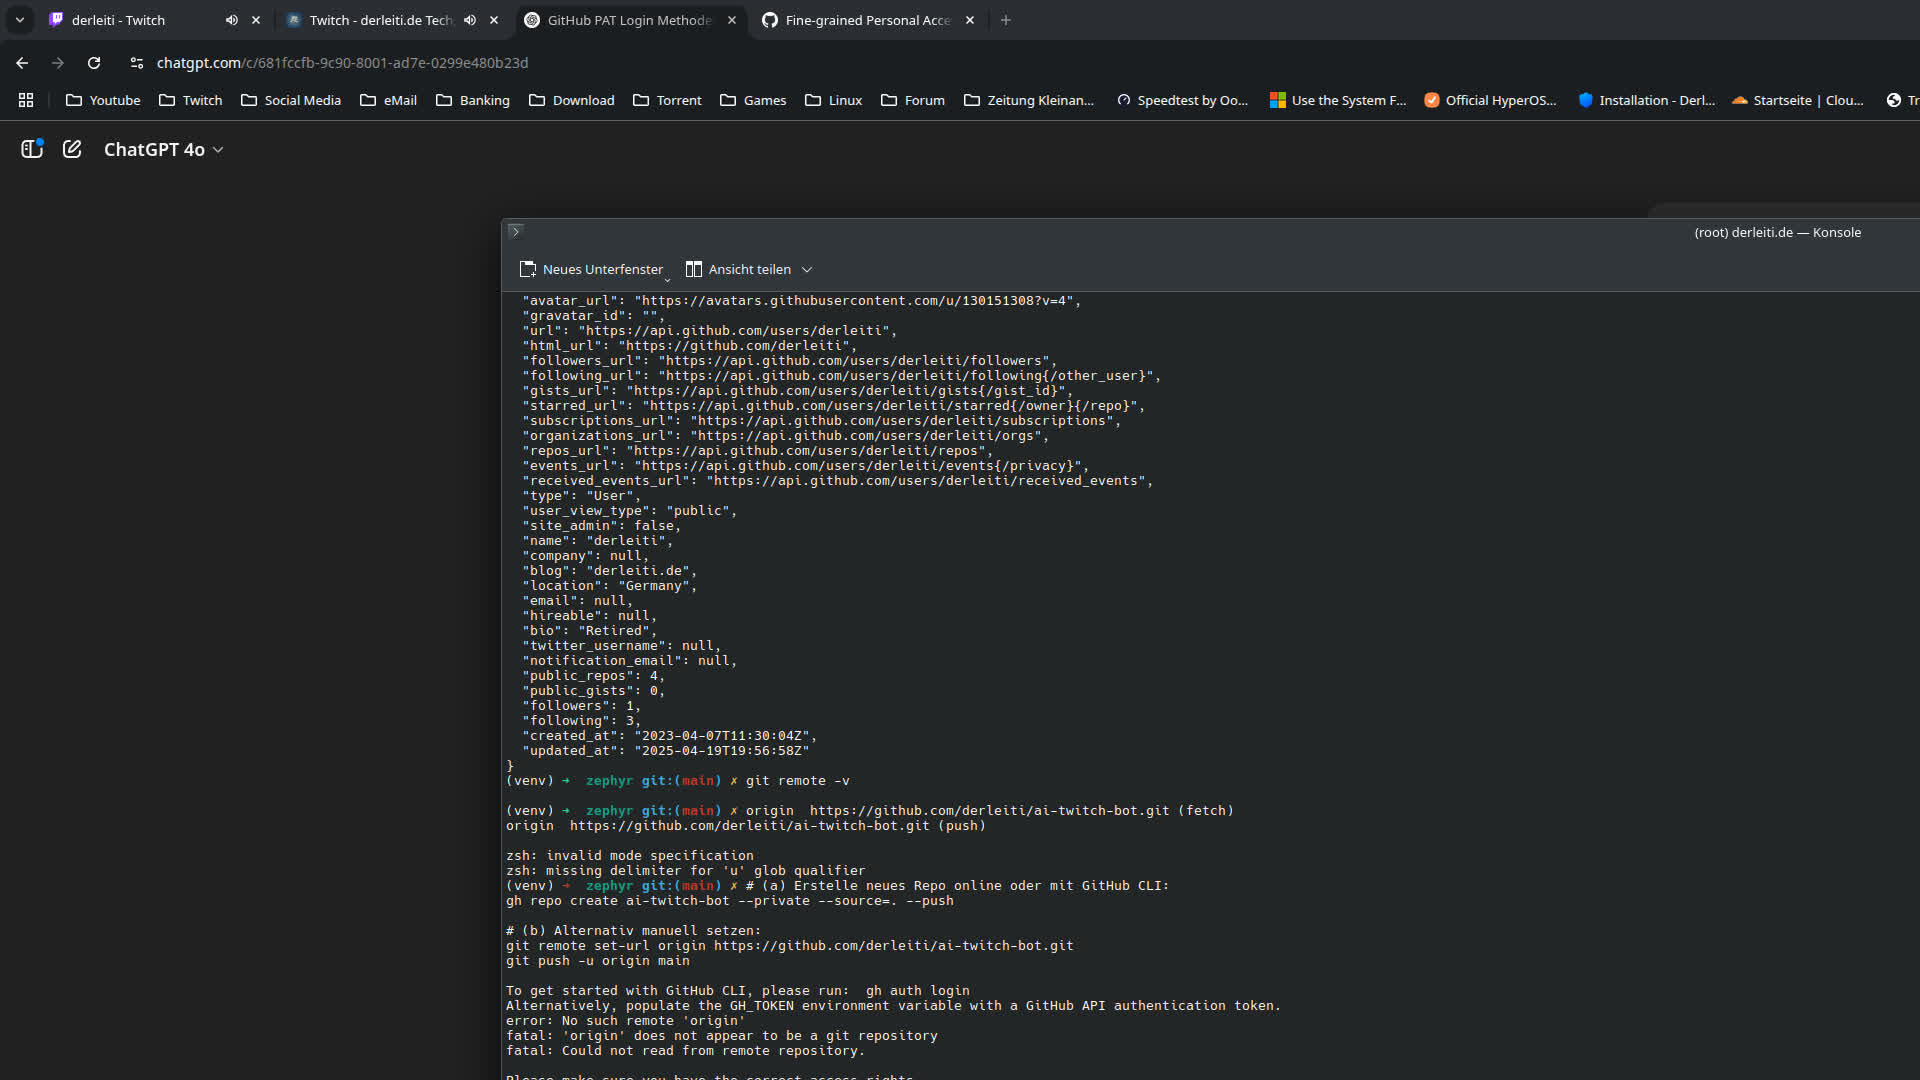 derleiti - Twitch
Twitch - derleiti.de Tech
GitHub PAT Login Methode
Fine-grained Personal Acce
chatgpt.com/c/681fccfb-9c90-8001-ad7e-0299e480b23d
Youtube
Twitch
Social Media
eMail
Banking
Download
Torrent
Games
Linux
Forum
Zeitung Kleinan...
Speedtest by Oo...
Use the System F...
Official HyperOS...
Installation - Derl...
Startseite | Clou...
Tr
ChatGPT 4o
(root) derleiti.de — Konsole
Neues Unterfenster
Ansicht teilen
"avatar_url": "https://avatars.githubusercontent.com/u/130151308?v=4",
"gravatar_id": "",
"url": "https://api.github.com/users/derleiti",
"html_url": "https://github.com/derleiti",
"followers_url": "https://api.github.com/users/derleiti/followers",
"following_url": "https://api.github.com/users/derleiti/following{/other_user}",
"gists_url": "https://api.github.com/users/derleiti/gists{/gist_id}",
"starred_url": "https://api.github.com/users/derleiti/starred{/owner}{/repo}",
"subscriptions_url": "https://api.github.com/users/derleiti/subscriptions",
"organizations_url": "https://api.github.com/users/derleiti/orgs",
"repos_url": "https://api.github.com/users/derleiti/repos",
"events_url": "https://api.github.com/users/derleiti/events{/privacy}",
"received_events_url": "https://api.github.com/users/derleiti/received_events",
"type": "User",
"user_view_type": "public",
"site_admin": false,
"name": "derleiti",
"company": null,
"blog": "derleiti.de",
"location": "Germany",
"email": null,
"hireable": null,
"bio": "Retired",
"twitter_username": null,
"notification_email": null,
"public_repos": 4,
"public_gists": 0,
"followers": 1,
"following": 3,
"created_at": "2023-04-07T11:30:04Z",
"updated_at": "2025-04-19T19:56:58Z"
}
(venv) ➜  zephyr git:(main) ✗ git remote -v
(venv) ➜  zephyr git:(main) ✗ origin  https://github.com/derleiti/ai-twitch-bot.git (fetch)
origin  https://github.com/derleiti/ai-twitch-bot.git (push)
zsh: invalid mode specification
zsh: missing delimiter for 'u' glob qualifier
(venv) ➜  zephyr git:(main) ✗ # (a) Erstelle neues Repo online oder mit GitHub CLI:
gh repo create ai-twitch-bot --private --source=. --push
# (b) Alternativ manuell setzen:
git remote set-url origin https://github.com/derleiti/ai-twitch-bot.git
git push -u origin main
To get started with GitHub CLI, please run:  gh auth login
Alternatively, populate the GH_TOKEN environment variable with a GitHub API authentication token.
error: No such remote 'origin'
fatal: 'origin' does not appear to be a git repository
fatal: Could not read from remote repository.
Please make sure you have the correct access rights